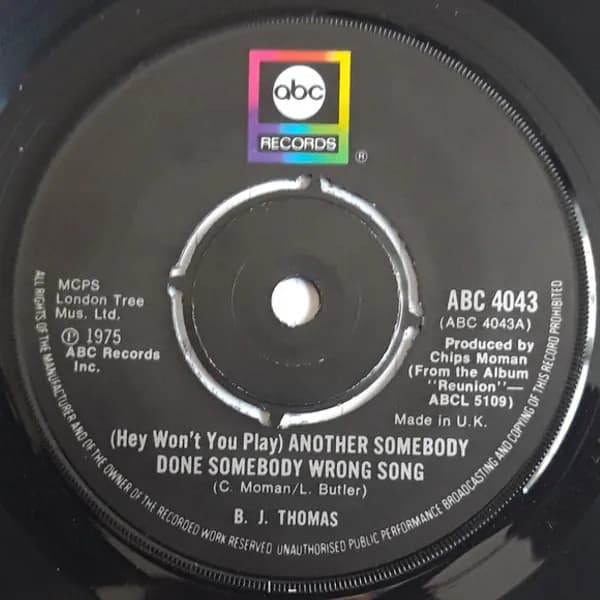 abc
RECORDS
®
MCPS
London Tree
Mus. Ltd.
Ⓟ 1975
ABC Records
Inc.
ABC 4043
(ABC 4043A)
Produced by
Chips Moman
(From the Album
"Reunion"—
ABCL 5109)
Made in U.K.
(Hey Won't You Play) ANOTHER SOMEBODY
DONE SOMEBODY WRONG SONG
(C. Moman/L. Butler)
B. J. THOMAS
ALL RIGHTS OF THE MANUFACTURER AND OF THE OWNER OF THE RECORDED WORK RESERVED UNAUTHORISED PUBLIC PERFORMANCE BROADCASTING AND COPYING OF THIS RECORD PROHIBITED